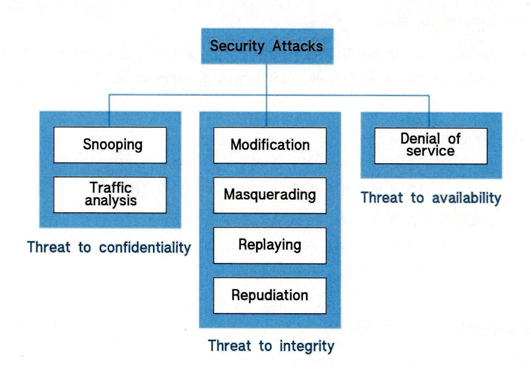 Security Attacks
Snooping
Traffic
analysis
Threat to confidentiality
Modification
Masquerading
Replaying
Repudiation
Threat to integrity
Denial of
service
Threat to availability